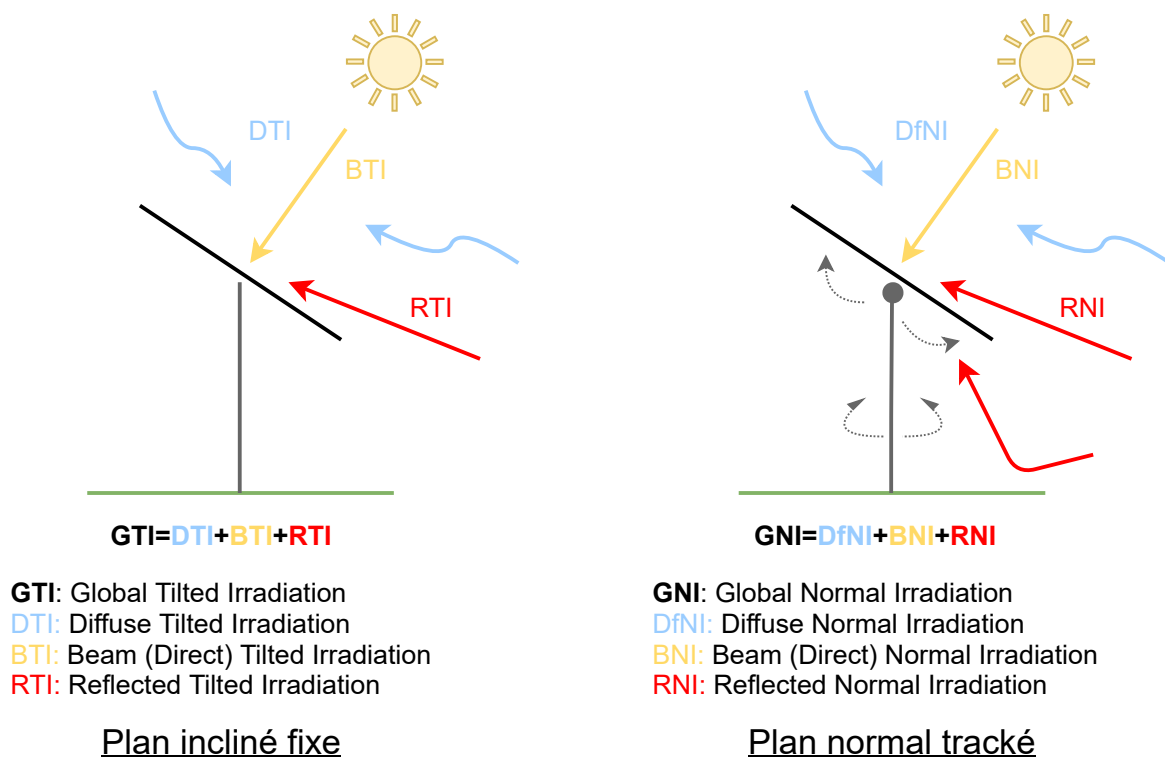 DTI
BTI
RTI
GTI=DTI+BTI+RTI
GTI: Global Tilted Irradiation
DTI: Diffuse Tilted Irradiation
BTI: Beam (Direct) Tilted Irradiation
RTI: Reflected Tilted Irradiation
Plan incliné fixe
DfNI
BNI
RNI
GNI=DfNI+BNI+RNI
GNI: Global Normal Irradiation
DfNI: Diffuse Normal Irradiation
BNI: Beam (Direct) Normal Irradiation
RNI: Reflected Normal Irradiation
Plan normal tracké